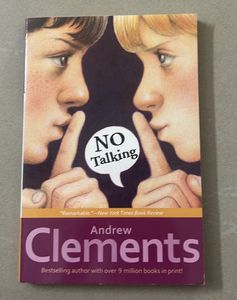 NO
Talking
"Remarkable."—New York Times Book Review
Andrew
Clements
Bestselling author with over 9 million books in print!